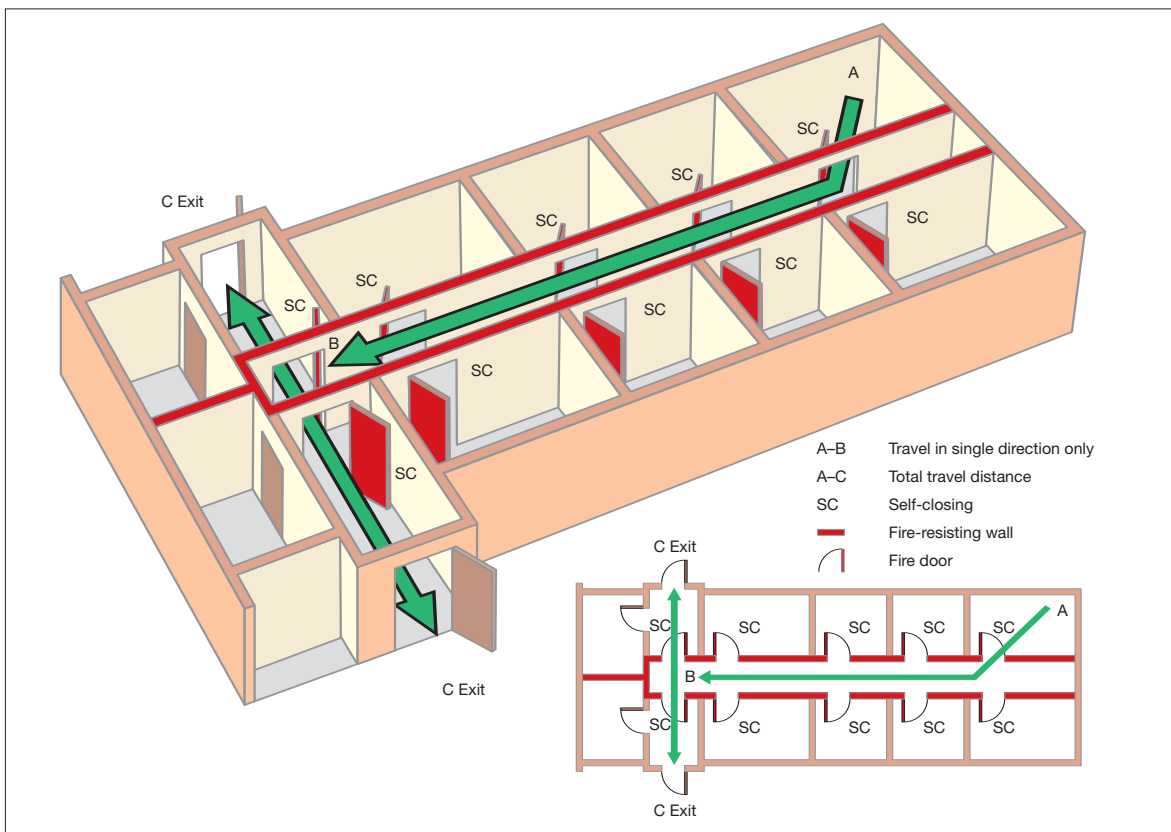 A
SC
SC
C Exit
SC
SC
SC
SC
SC
SC
B
SC
SC
A–B Travel in single direction only
A–C Total travel distance
SC Self-closing
Fire-resisting wall
Fire door
C Exit
C Exit
A
SC
SC
SC
SC
SC
B
SC
SC
SC
SC
SC
C Exit